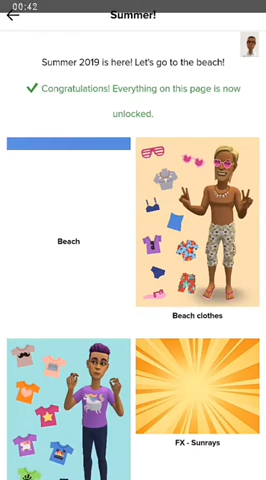 00:42
Summer!
Summer 2019 is here! Let's go to the beach!
Congratulations! Everything on this page is now
unlocked.
Beach
Beach clothes
FX - Sunrays